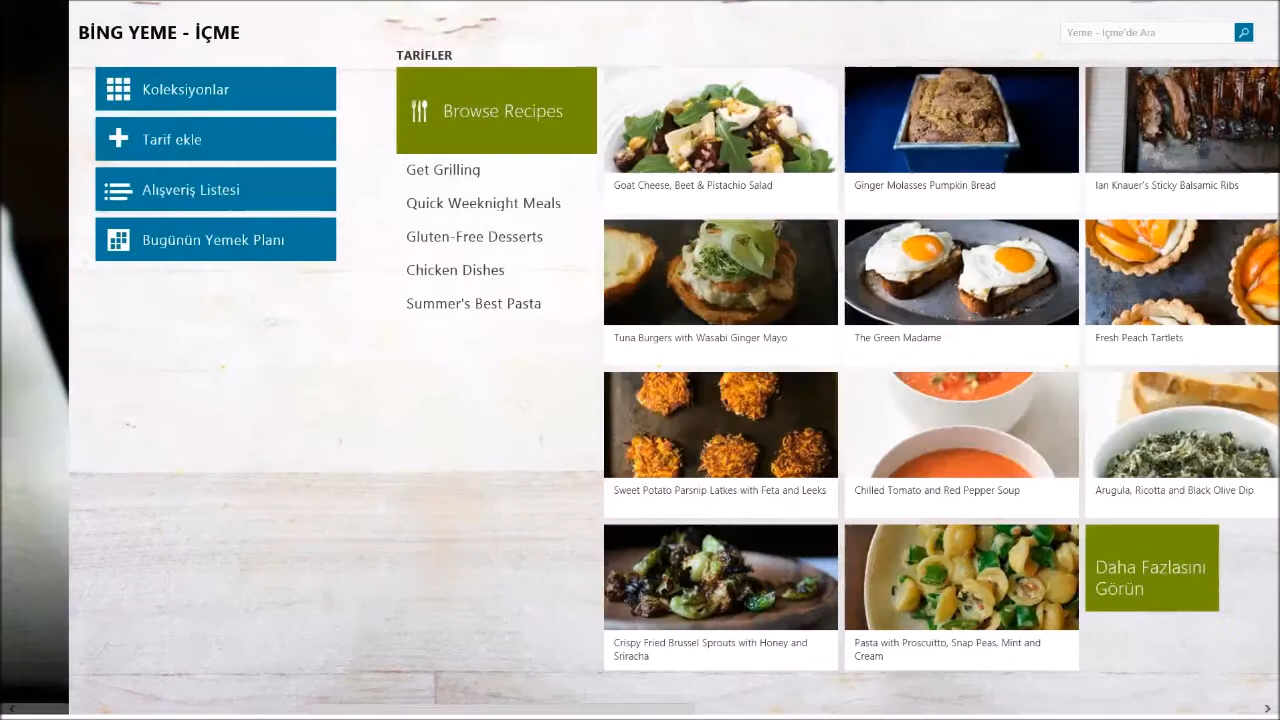 BİNG YEME - İÇME
Yeme - İçme'de Ara
Koleksiyonlar
Tarif ekle
Alışveriş Listesi
Bugünün Yemek Planı
TARİFLER
Browse Recipes
Get Grilling
Quick Weeknight Meals
Gluten-Free Desserts
Chicken Dishes
Summer's Best Pasta
Goat Cheese, Beet & Pistachio Salad
Ginger Molasses Pumpkin Bread
Ian Knauer's Sticky Balsamic Ribs
Tuna Burgers with Wasabi Ginger Mayo
The Green Madame
Fresh Peach Tartlets
Sweet Potato Parsnip Latkes with Feta and Leeks
Chilled Tomato and Red Pepper Soup
Arugula, Ricotta and Black Olive Dip
Crispy Fried Brussel Sprouts with Honey and
Sriracha
Pasta with Proscuitto, Snap Peas, Mint and
Cream
Daha Fazlasını
Görün